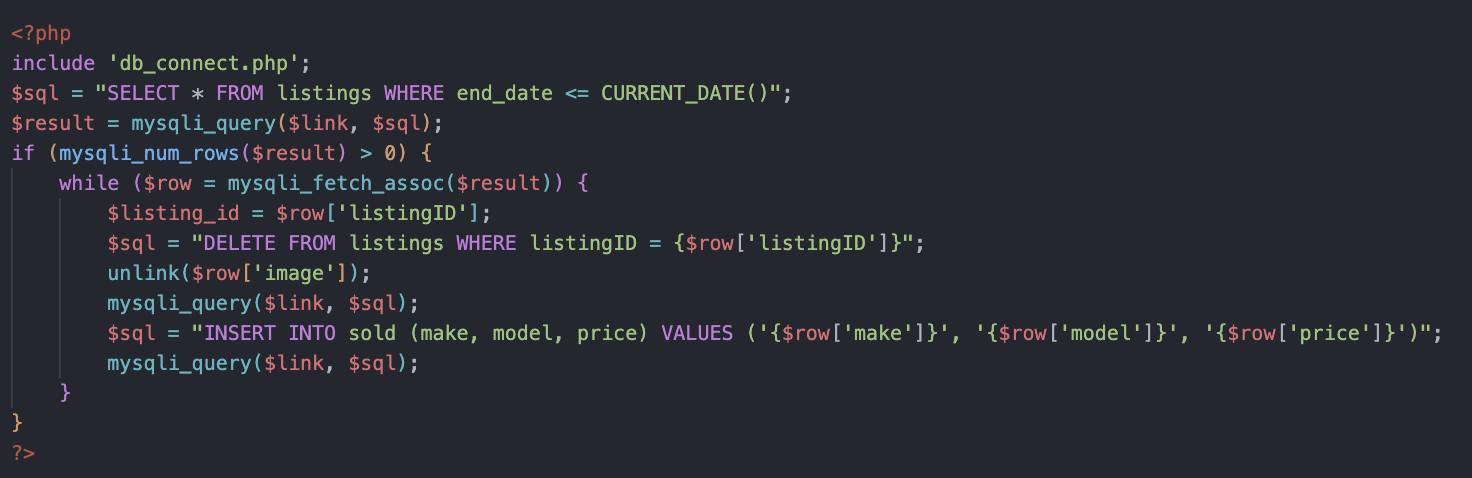 <?php
include 'db_connect.php';
$sql = "SELECT * FROM listings WHERE end_date <= CURRENT_DATE()";
$result = mysqli_query($link, $sql);
if (mysqli_num_rows($result) > 0) {
    while ($row = mysqli_fetch_assoc($result)) {
        $listing_id = $row['listingID'];
        $sql = "DELETE FROM listings WHERE listingID = {$row['listingID']}";
        unlink($row['image']);
        mysqli_query($link, $sql);
        $sql = "INSERT INTO sold (make, model, price) VALUES ('{$row['make']}', '{$row['model']}', '{$row['price']}')";
        mysqli_query($link, $sql);
    }
}
?>